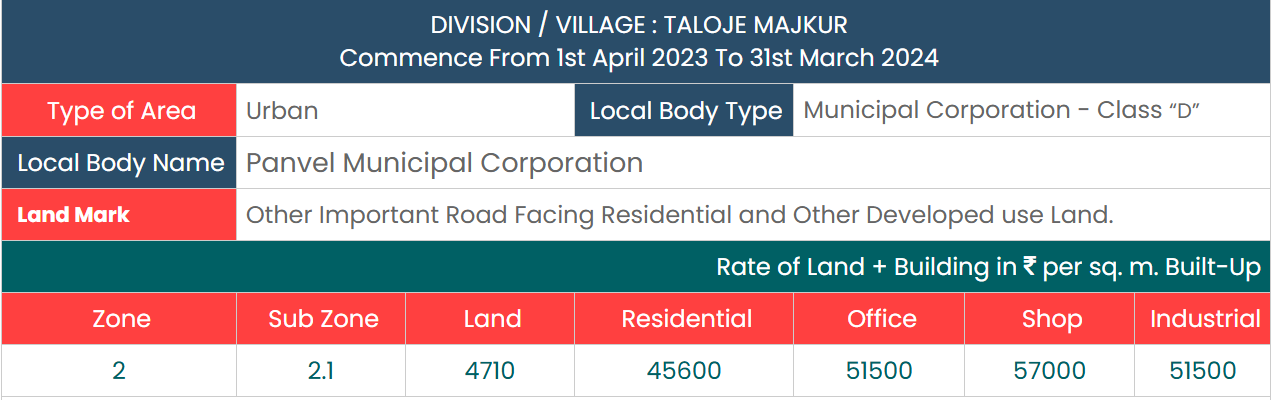 DIVISION / VILLAGE : TALOJE MAJKUR
Commence From 1st April 2023 To 31st March 2024
Type of Area Urban Local Body Type Municipal Corporation - Class “D”
Local Body Name Panvel Municipal Corporation
Land Mark Other Important Road Facing Residential and Other Developed use Land.
Rate of Land + Building in ₹ per sq. m. Built-Up
Zone Sub Zone Land Residential Office Shop Industrial
2 2.1 4710 45600 51500 57000 51500